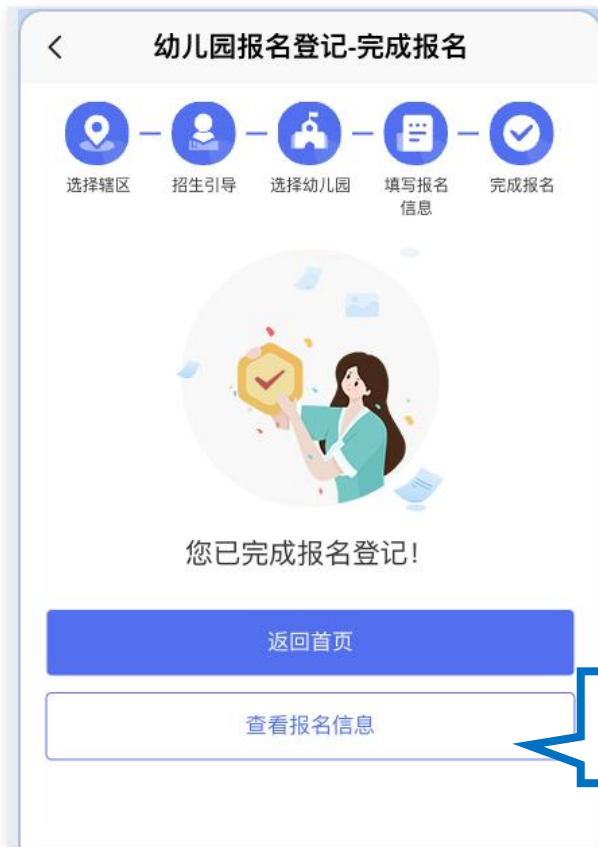 幼儿园报名登记-完成报名
选择辖区
招生引导
选择幼儿园
填写报名
信息
完成报名
您已完成报名登记！
返回首页
查看报名信息